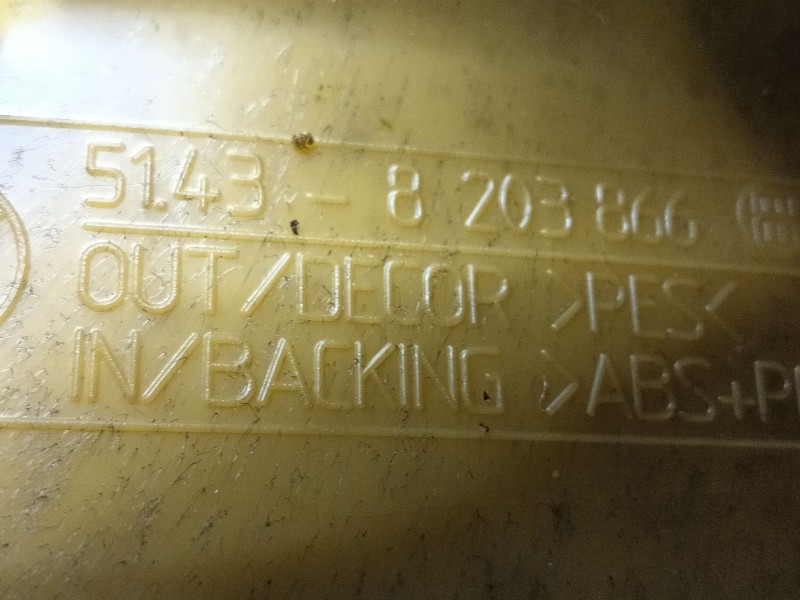 51.43 - 8 203 866
OUT/DECOR >PES<
IN/BACKING >ABS+P